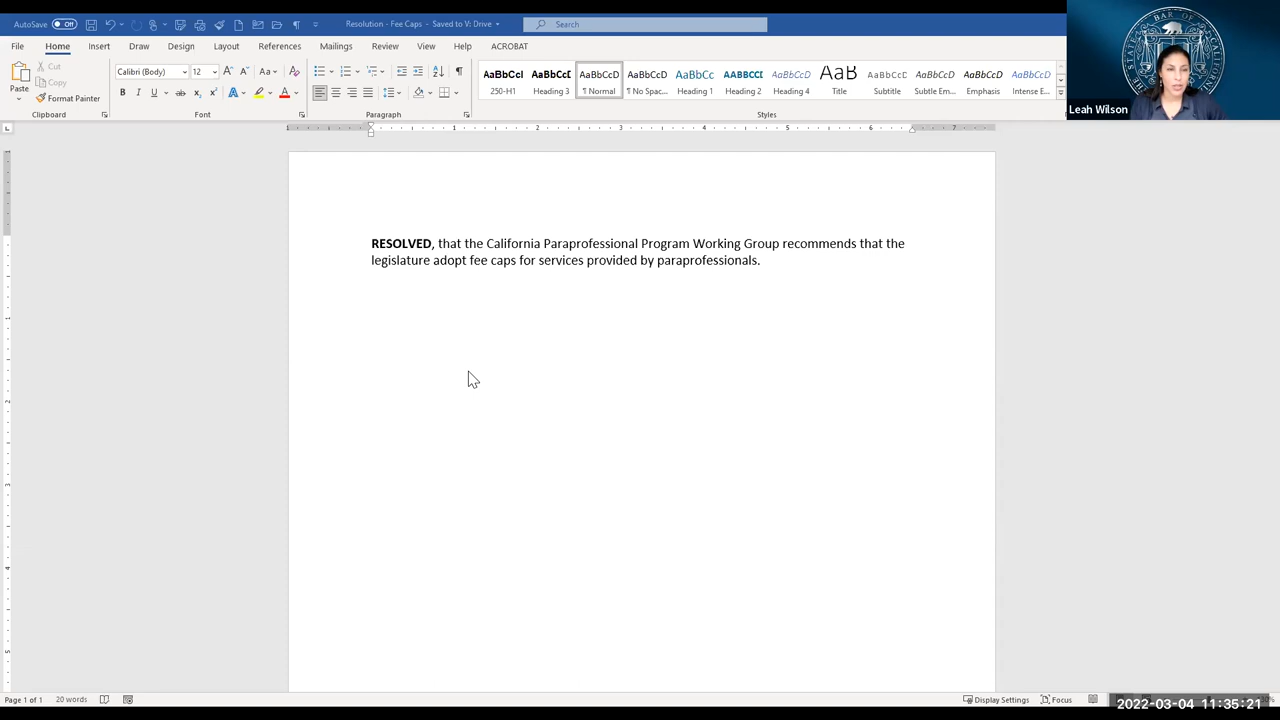 AutoSave Off Resolution - Fee Caps - Saved to V: Drive Search
File Home Insert Draw Design Layout References Mailings Review View Help ACROBAT
Paste Cut Copy Format Painter
Calibri (Body) 12
AaBbCcI AaBbCcD AaBbCcD AaBbCcD AaBbCc AABBCCD AaBbCcD AaB AaBbCcD AaBbCcD AaBbCcD AaBbCcD
250-H1 Heading 3 ¶ Normal ¶ No Spac... Heading 1 Heading 2 Heading 4 Title Subtitle Subtle Em... Emphasis Intense E...
Clipboard Font Paragraph Styles
Leah Wilson
RESOLVED, that the California Paraprofessional Program Working Group recommends that the
legislature adopt fee caps for services provided by paraprofessionals.
Page 1 of 1 20 words Display Settings Focus
2022-03-04 11:35:21